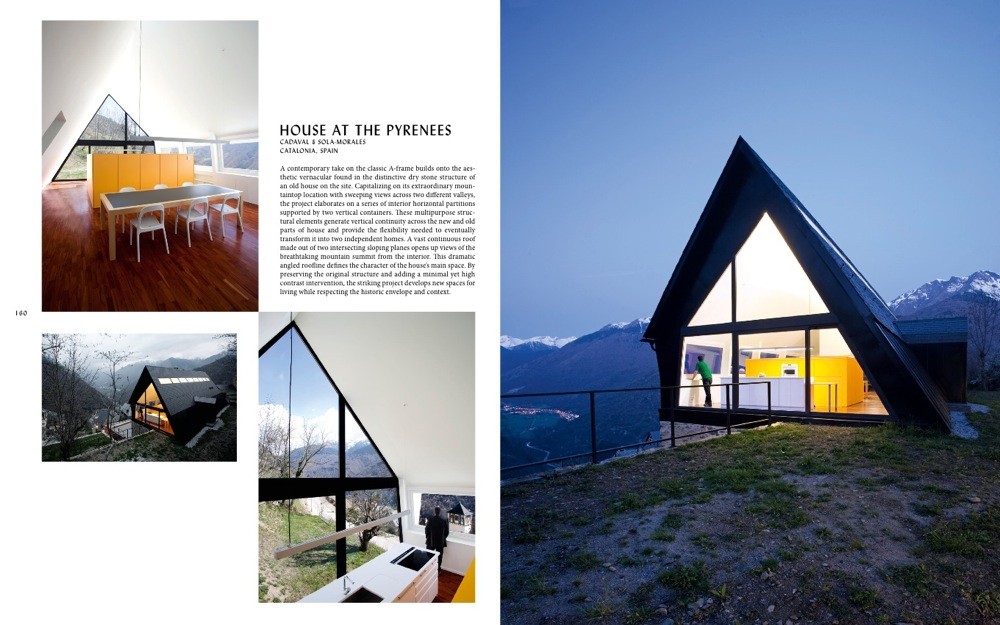 HOUSE AT THE PYRENEES
CADAVAL & SOLA-MORALES
CATALONIA, SPAIN
A contemporary take on the classic A-frame builds onto the aes-
thetic vernacular found in the distinctive dry stone structure of
an old house on the site. Capitalizing on its extraordinary moun-
taintop location with sweeping views across two different valleys,
the project elaborates on a series of interior horizontal partitions
supported by two vertical containers. These multipurpose struc-
tural elements generate vertical continuity across the new and old
parts of house and provide the flexibility needed to eventually
transform it into two independent homes. A vast continuous roof
made out of two intersecting sloping planes opens up views of the
breathtaking mountain summit from the interior. This dramatic
angled roofline defines the character of the house's main space. By
preserving the original structure and adding a minimal yet high
contrast intervention, the striking project develops new spaces for
living while respecting the historic envelope and context.
160